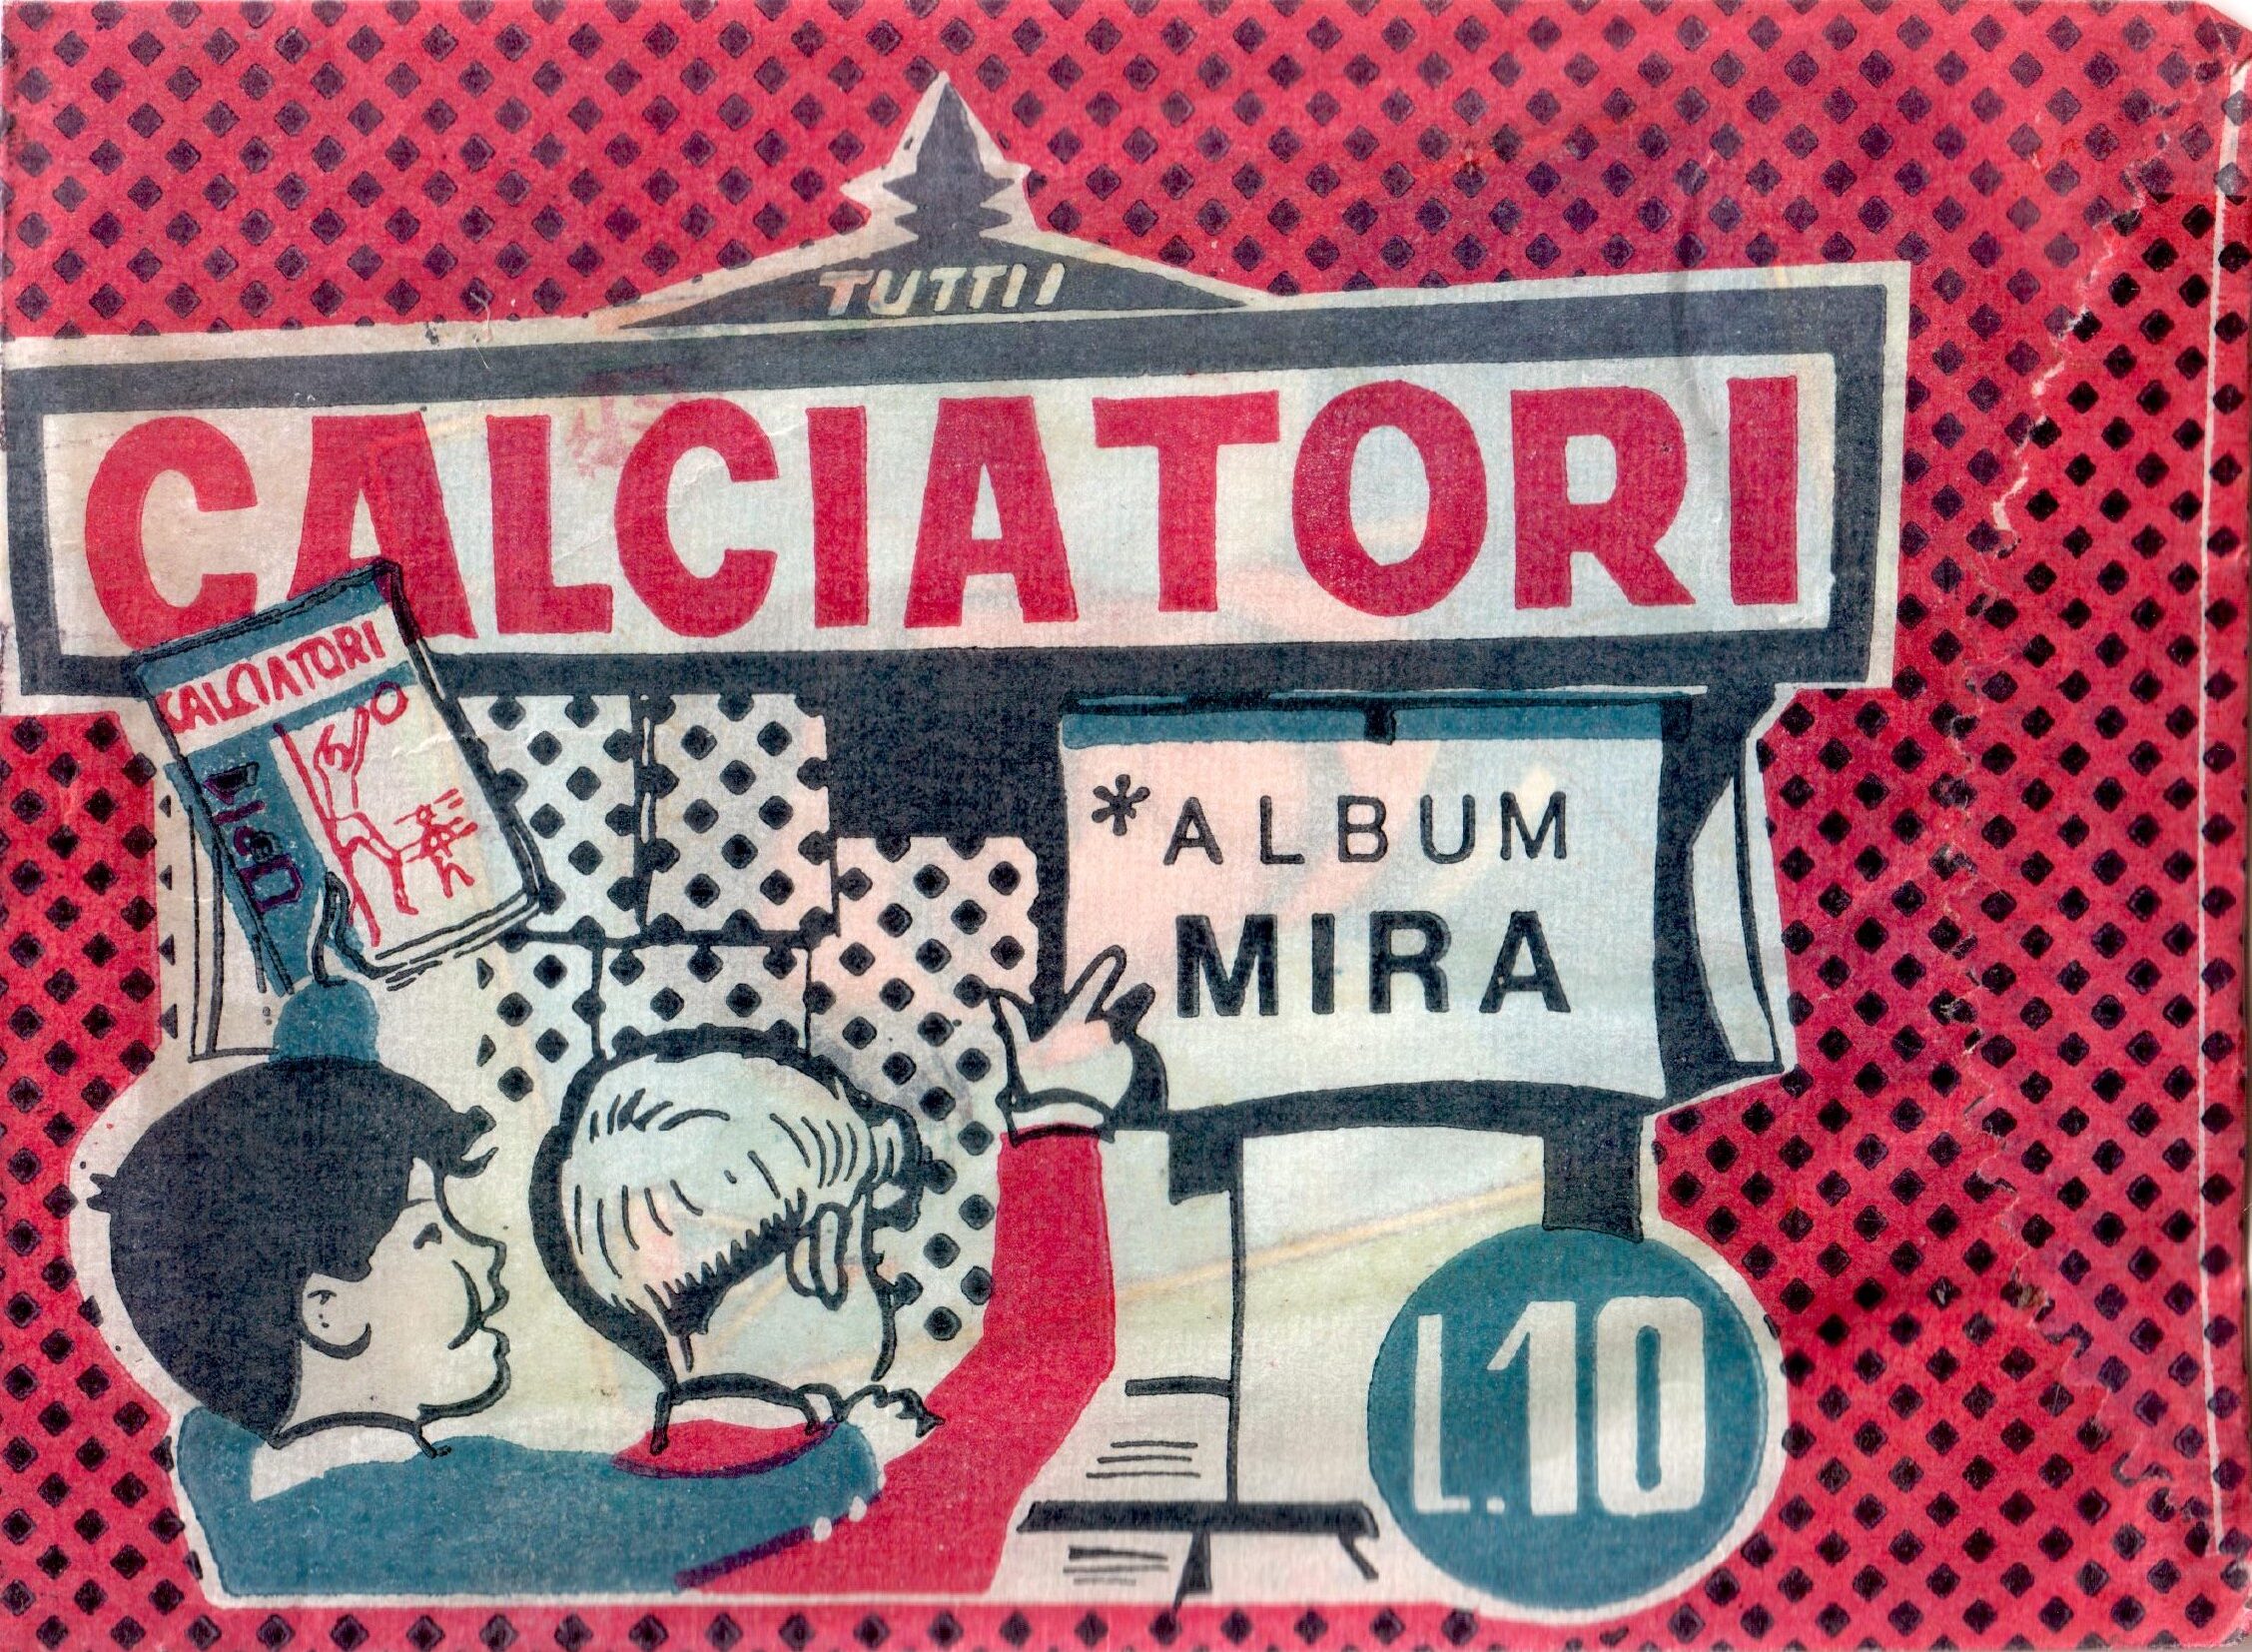 TUTTI I
CALCIATORI
CALCIATORI
*ALBUM
MIRA
L.10